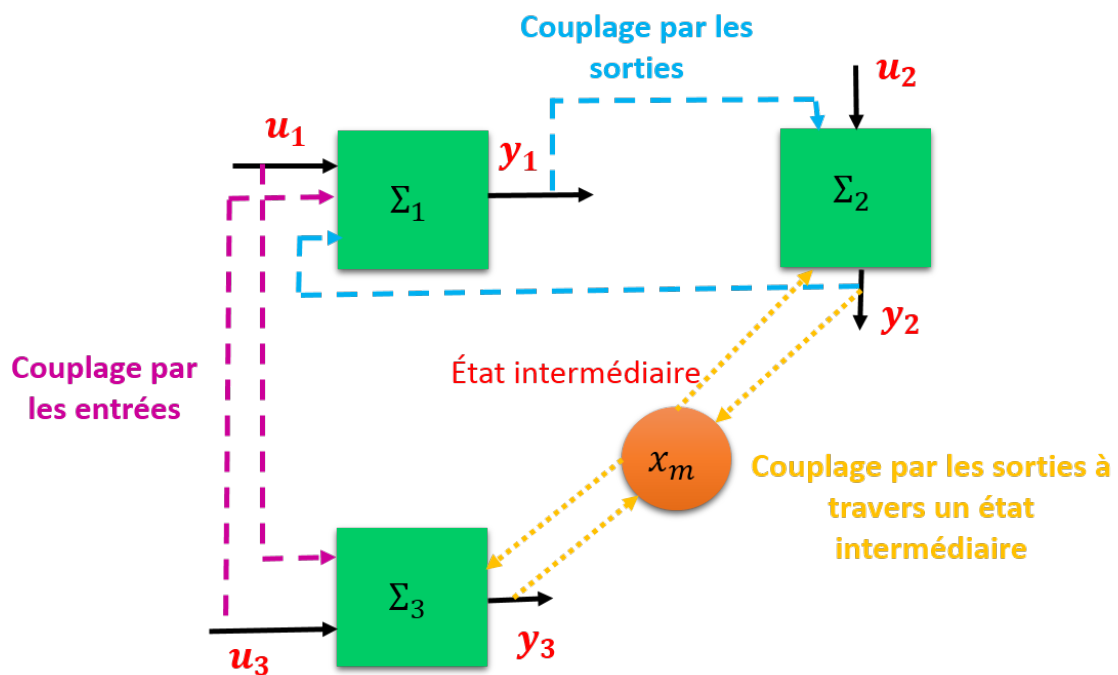 Couplage par les
sorties
u₂
u₁
y₁
Σ₁
Σ₂
y₂
Couplage par
les entrées
État intermédiaire
xₘ
Couplage par les sorties à
travers un état
intermédiaire
Σ₃
u₃
y₃